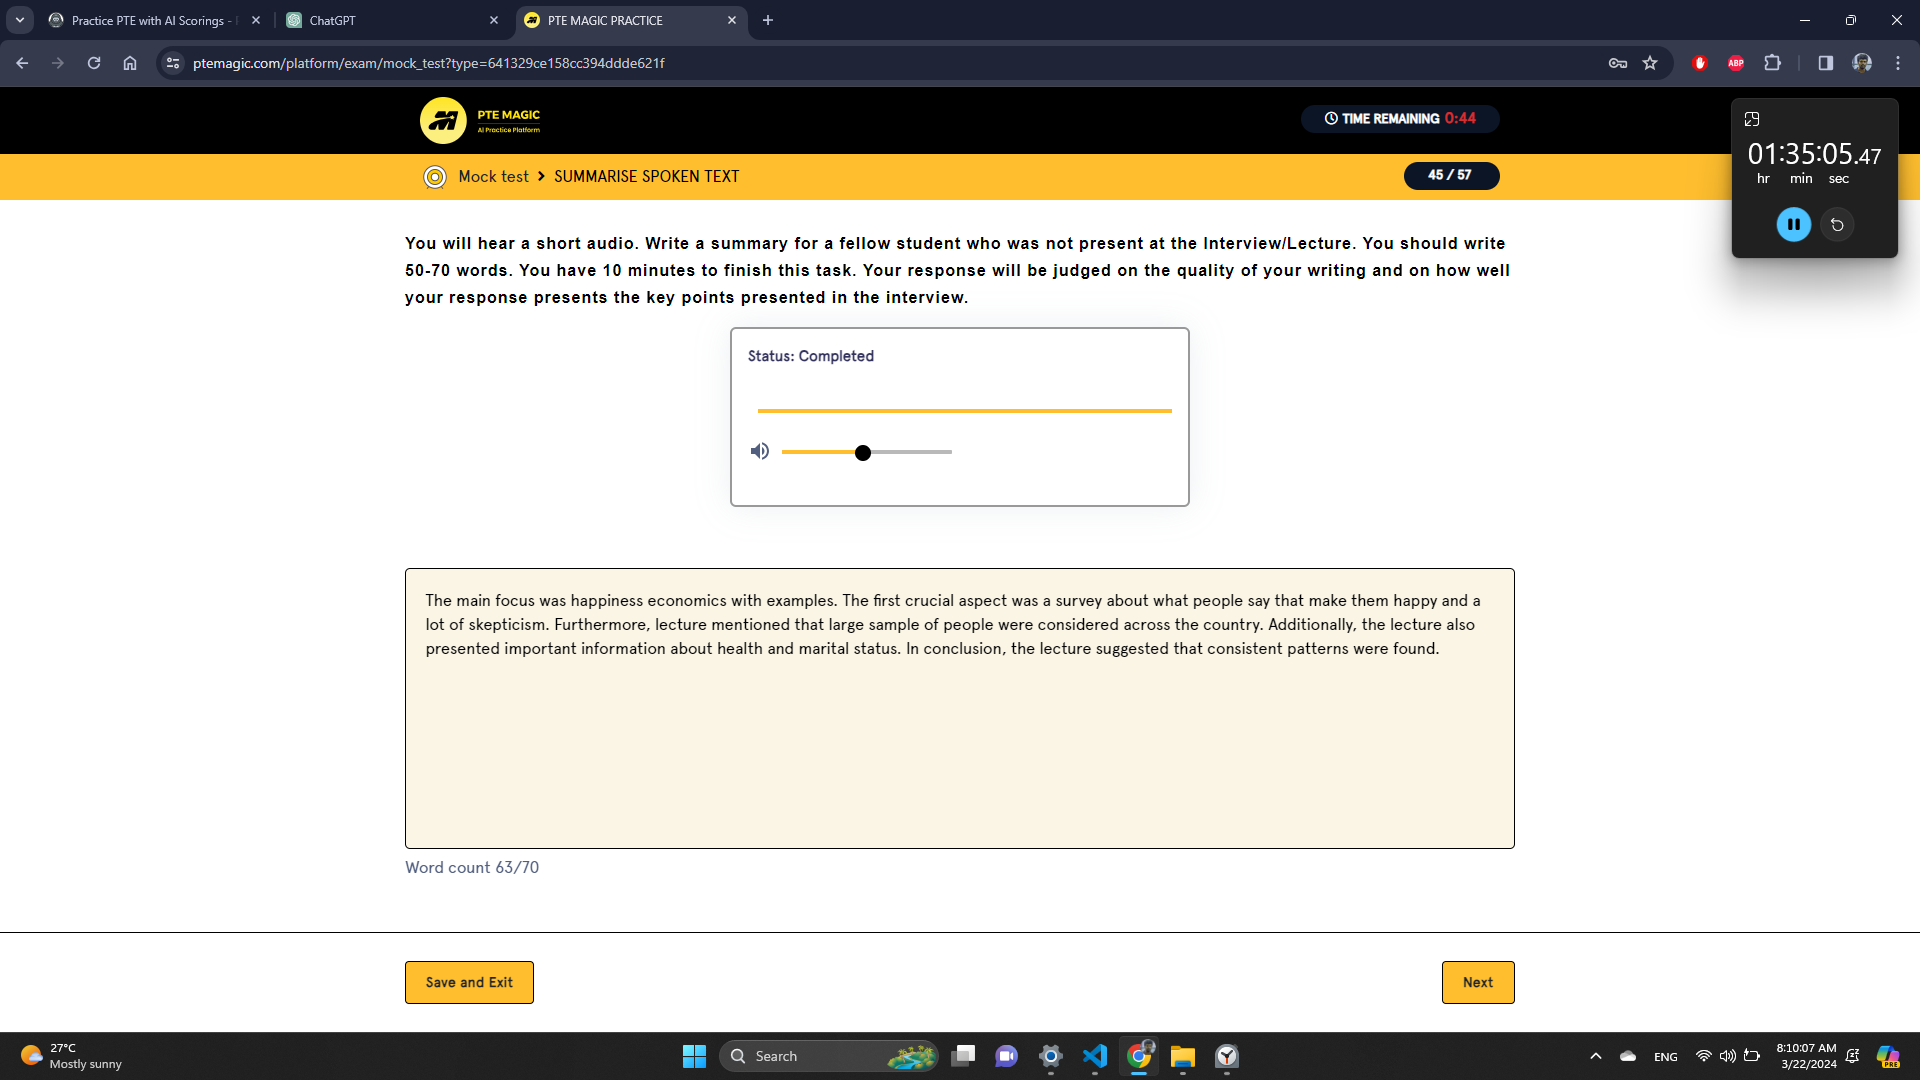 Practice PTE with AI Scorings -
ChatGPT
PTE MAGIC PRACTICE
ptemagic.com/platform/exam/mock_test?type=641329ce158cc394ddde621f
ABP
PTE MAGIC
AI Practice Platform
TIME REMAINING 0:44
01:35:05.47
hr min sec
Mock test > SUMMARISE SPOKEN TEXT
45 / 57
You will hear a short audio. Write a summary for a fellow student who was not present at the Interview/Lecture. You should write
50-70 words. You have 10 minutes to finish this task. Your response will be judged on the quality of your writing and on how well
your response presents the key points presented in the interview.
Status: Completed
The main focus was happiness economics with examples. The first crucial aspect was a survey about what people say that make them happy and a
lot of skepticism. Furthermore, lecture mentioned that large sample of people were considered across the country. Additionally, the lecture also
presented important information about health and marital status. In conclusion, the lecture suggested that consistent patterns were found.
Word count 63/70
Save and Exit
Next
27°C
Mostly sunny
Search
ENG
8:10:07 AM
3/22/2024
PRE